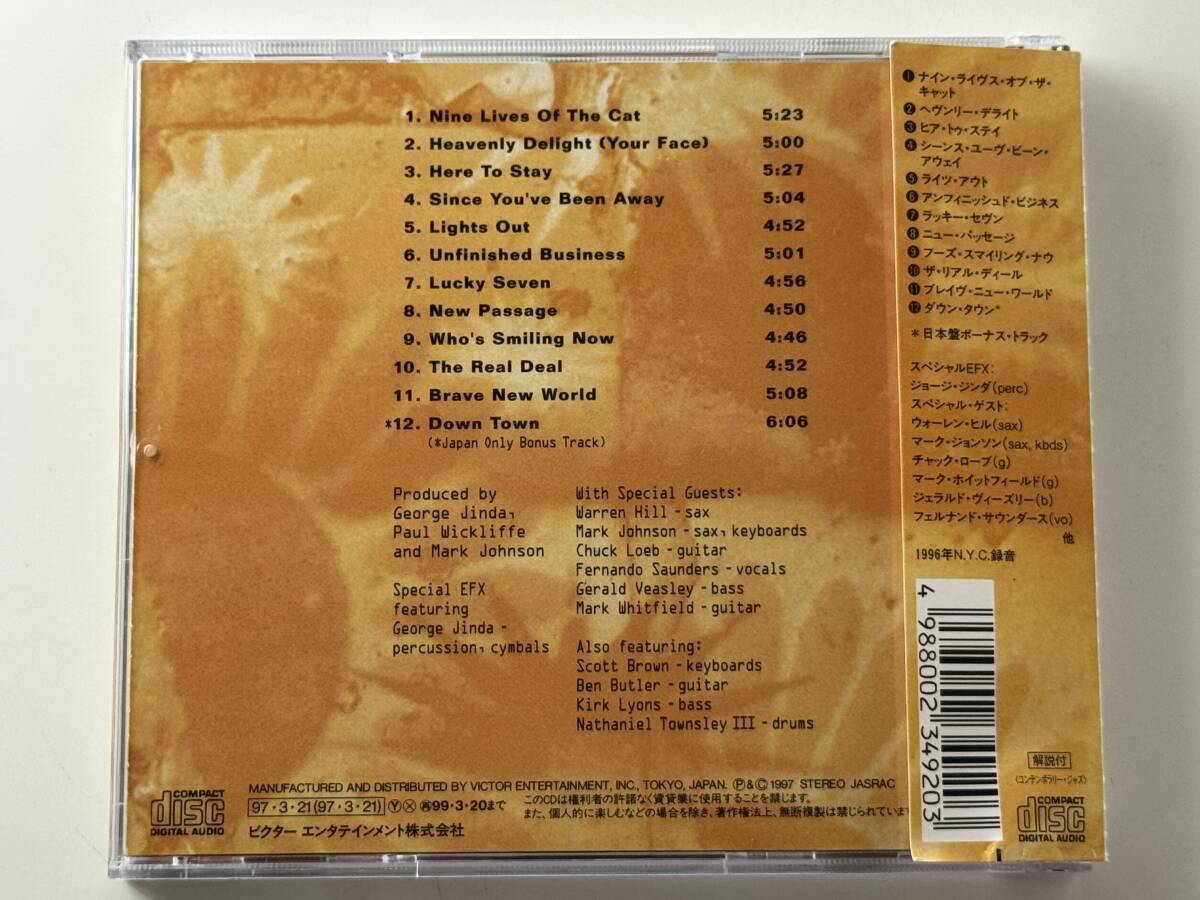 1. Nine Lives Of The Cat 5:23
2. Heavenly Delight (Your Face) 5:00
3. Here To Stay 5:27
4. Since You've Been Away 5:04
5. Lights Out 4:52
6. Unfinished Business 5:01
7. Lucky Seven 4:56
8. New Passage 4:50
9. Who's Smiling Now 4:46
10. The Real Deal 4:52
11. Brave New World 5:08
*12. Down Town 6:06
(*Japan Only Bonus Track)
Produced by
George Jinda,
Paul Wickliffe
and Mark Johnson
Special EFX
featuring
George Jinda -
percussion, cymbals
With Special Guests:
Warren Hill - sax
Mark Johnson - sax, keyboards
Chuck Loeb - guitar
Fernando Saunders - vocals
Gerald Veasley - bass
Mark Whitfield - guitar
Also featuring:
Scott Brown - keyboards
Ben Butler - guitar
Kirk Lyons - bass
Nathaniel Townsley III - drums
MANUFACTURED AND DISTRIBUTED BY VICTOR ENTERTAINMENT, INC., TOKYO, JAPAN. Ⓟ&Ⓒ 1997 STEREO JASRAC
97・3・21(97・3・21) Ⓨ 99・3・20まで
このCDは権利者の許諾なく賃貸業に使用することを禁じます。
また、個人的に楽しむなどの場合を除き、著作権法上、無断複製は禁じられています
ビクター エンタテインメント株式会社
COMPACT
disc
DIGITAL AUDIO
❶ ナイン・ライヴス・オブ・ザ・
キャット
❷ ヘヴンリー・デライト
❸ ヒア・トゥ・ステイ
❹ シーンス・ユーヴ・ビーン・
アウェイ
❺ ライツ・アウト
❻ アンフィニッシュド・ビジネス
❼ ラッキー・セヴン
❽ ニュー・パッセージ
❾ フーズ・スマイリング・ナウ
❿ ザ・リアル・ディール
⓫ ブレイヴ・ニュー・ワールド
⓬ ダウン・タウン*
*日本盤ボーナス・トラック
スペシャルEFX:
ジョージ・ジンダ(perc)
スペシャル・ゲスト:
ウォーレン・ヒル(sax)
マーク・ジョンソン(sax, kbds)
チャック・ローブ(g)
マーク・ホイットフィールド(g)
ジェラルド・ヴィーズリー(b)
フェルナンド・サウンダース(vo)
他
1996年N.Y.C.録音
4 988002 349203
解説付
〈コンテンポラリー・ジャズ〉
COMPACT
disc
DIGITAL AUDIO